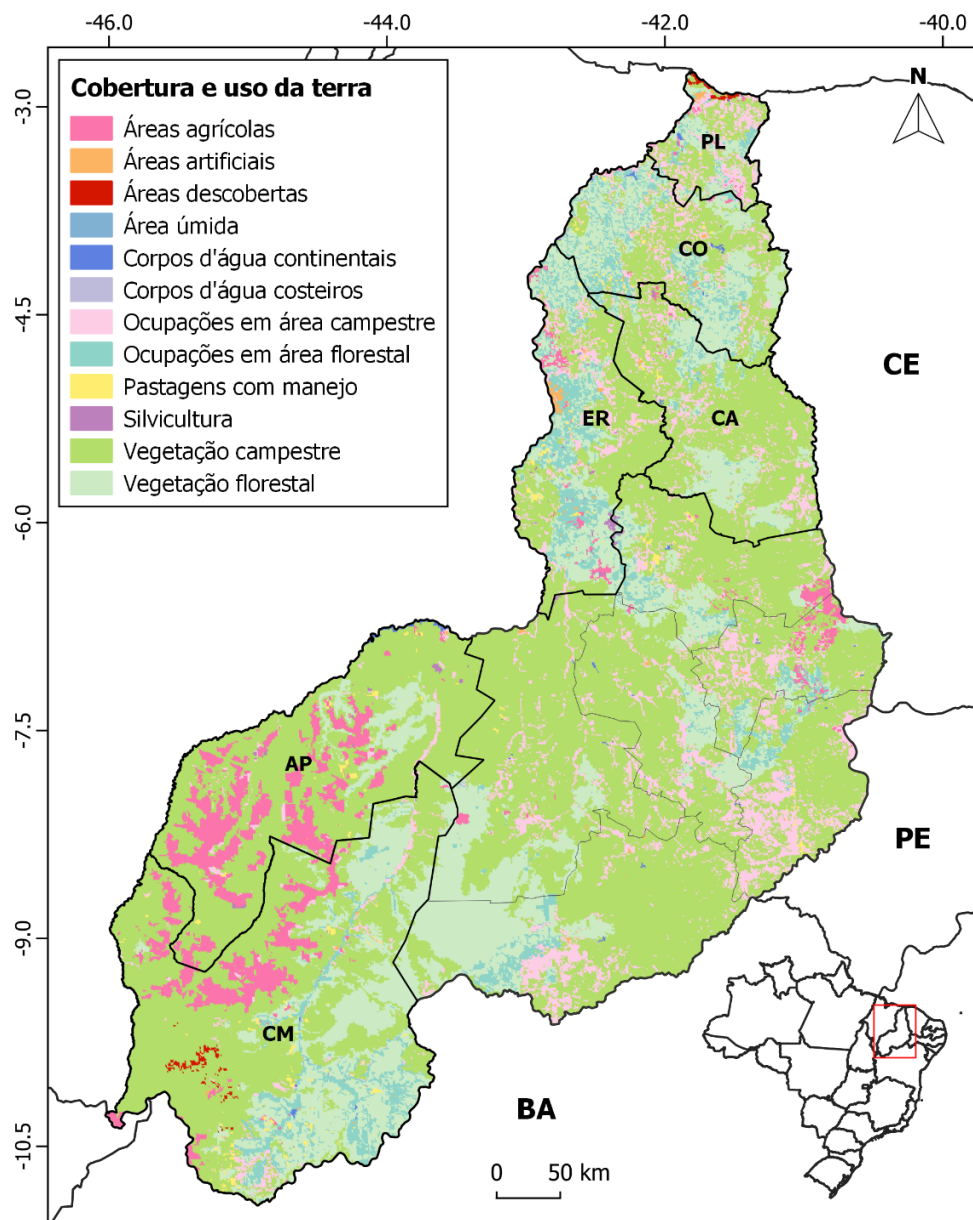 -46.0 -44.0 -42.0 -40.0
-3.0
-4.5
-6.0
-7.5
-9.0
-10.5
Cobertura e uso da terra
Áreas agrícolas
Áreas artificiais
Áreas descobertas
Área úmida
Corpos d'água continentais
Corpos d'água costeiros
Ocupações em área campestre
Ocupações em área florestal
Pastagens com manejo
Silvicultura
Vegetação campestre
Vegetação florestal
N
PL
CO
CE
ER
CA
AP
PE
CM
BA
0 50 km